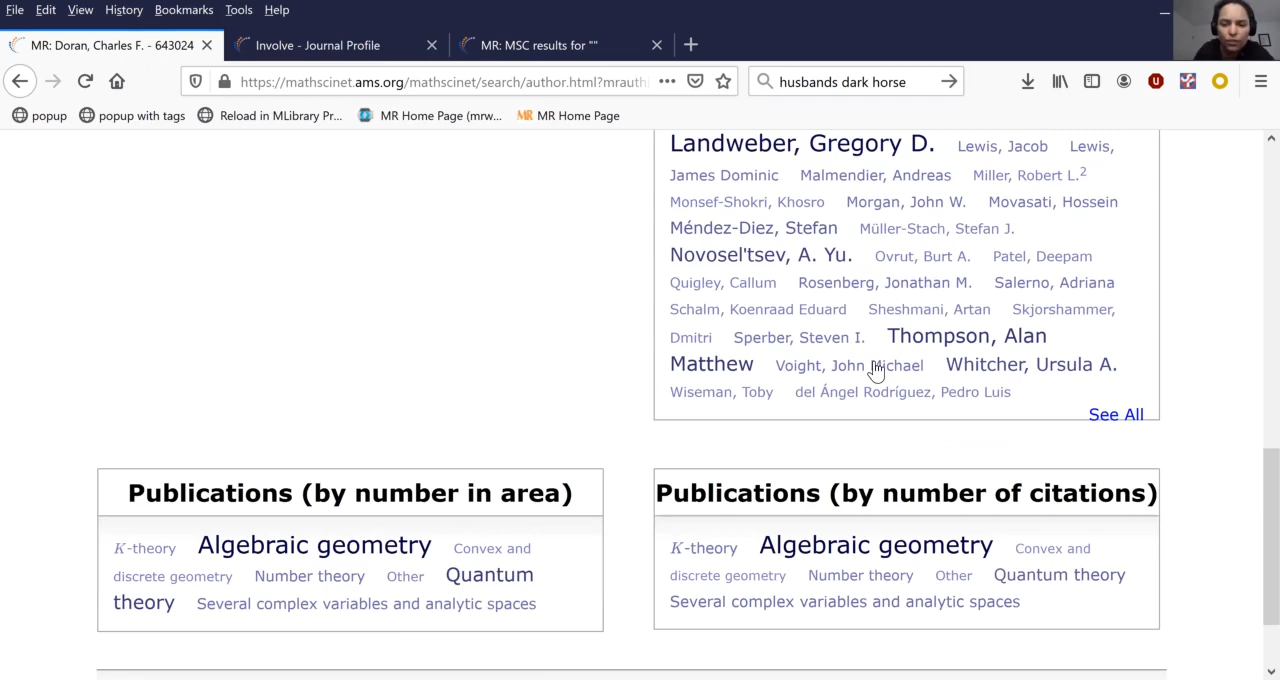 File Edit View History Bookmarks Tools Help
MR: Doran, Charles F. - 643024 Involve - Journal Profile MR: MSC results for ""
https://mathscinet.ams.org/mathscinet/search/author.html?mrauth husbands dark horse
popup popup with tags Reload in MLibrary Pr... MR Home Page (mrw... MR Home Page
Landweber, Gregory D. Lewis, Jacob Lewis,
James Dominic Malmendier, Andreas Miller, Robert L.2
Monsef-Shokri, Khosro Morgan, John W. Movasati, Hossein
Méndez-Diez, Stefan Müller-Stach, Stefan J.
Novosel'tsev, A. Yu. Ovrut, Burt A. Patel, Deepam
Quigley, Callum Rosenberg, Jonathan M. Salerno, Adriana
Schalm, Koenraad Eduard Sheshmani, Artan Skjorshammer,
Dmitri Sperber, Steven I. Thompson, Alan
Matthew Voight, John Michael Whitcher, Ursula A.
Wiseman, Toby del Ángel Rodríguez, Pedro Luis
See All
Publications (by number in area)
K-theory Algebraic geometry Convex and
discrete geometry Number theory Other Quantum
theory Several complex variables and analytic spaces
Publications (by number of citations)
K-theory Algebraic geometry Convex and
discrete geometry Number theory Other Quantum theory
Several complex variables and analytic spaces